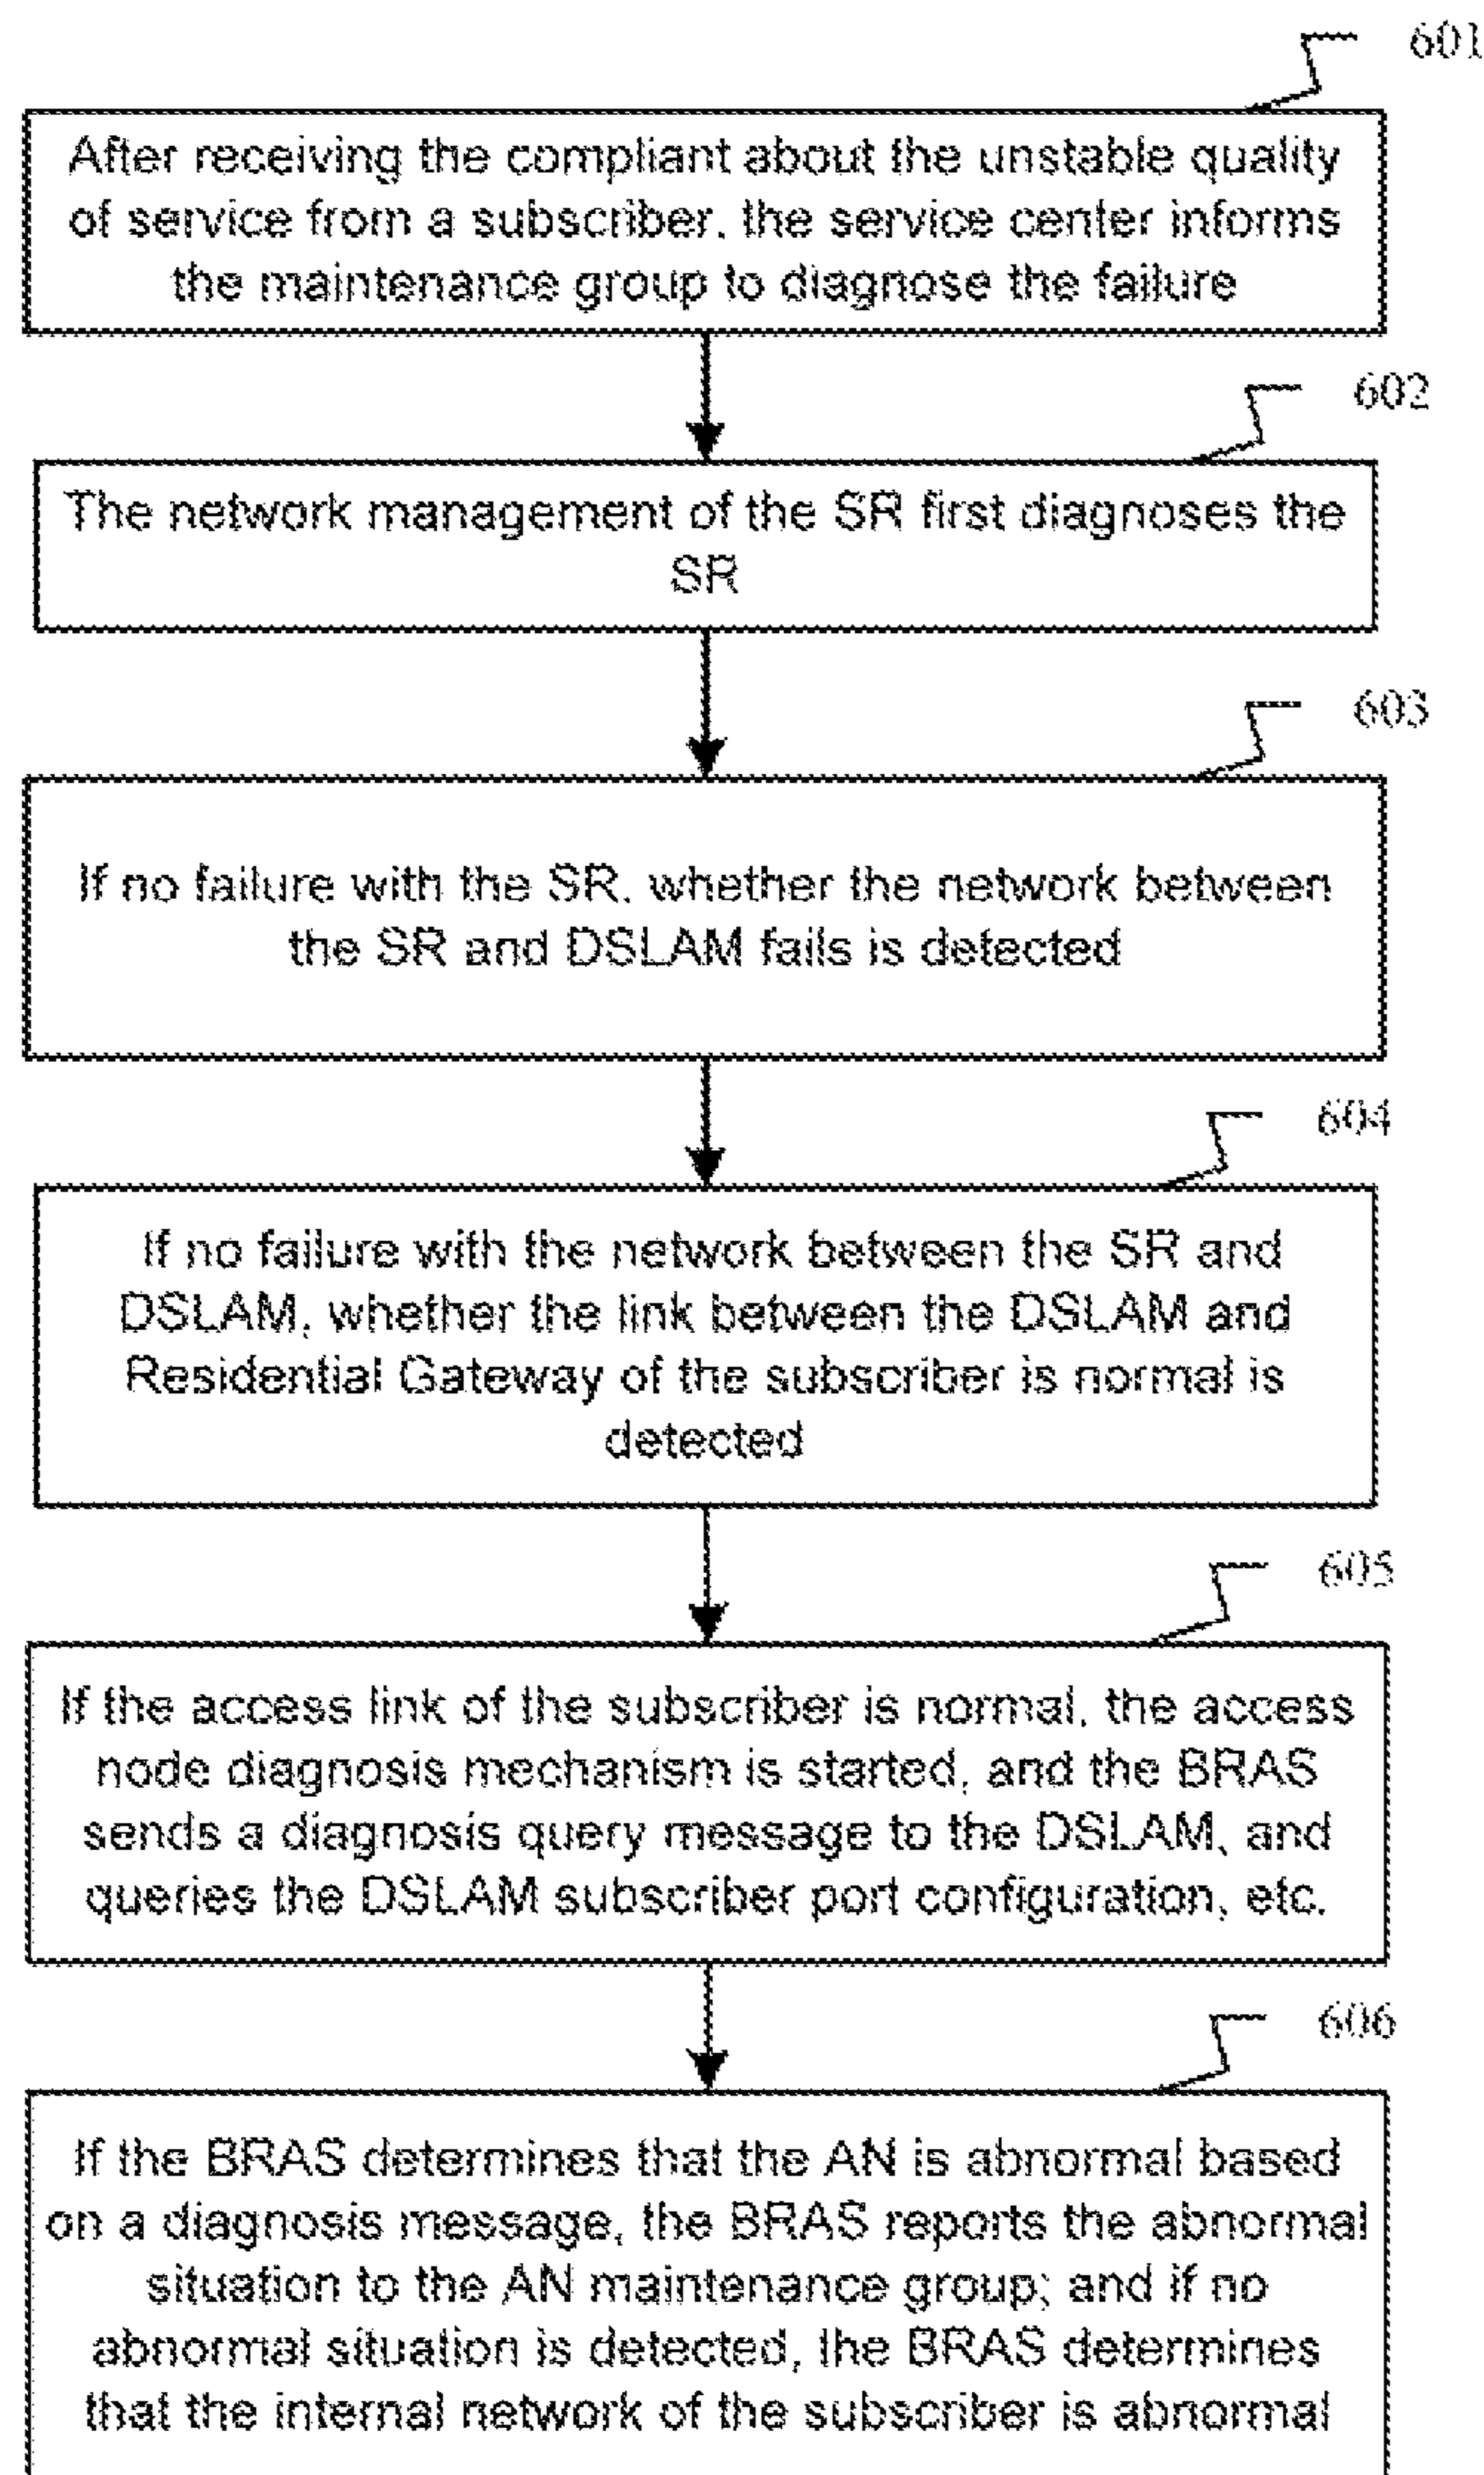 601
After receiving the compliant about the unstable quality
of service from a subscriber, the service center informs
the maintenance group to diagnose the failure
602
The network management of the SR first diagnoses the
SR
603
If no failure with the SR, whether the network between
the SR and DSLAM fails is detected
604
If no failure with the network between the SR and
DSLAM, whether the link between the DSLAM and
Residential Gateway of the subscriber is normal is
detected
605
If the access link of the subscriber is normal, the access
node diagnosis mechanism is started, and the BRAS
sends a diagnosis query message to the DSLAM, and
queries the DSLAM subscriber port configuration, etc.
606
If the BRAS determines that the AN is abnormal based
on a diagnosis message, the BRAS reports the abnormal
situation to the AN maintenance group; and if no
abnormal situation is detected, the BRAS determines
that the internal network of the subscriber is abnormal